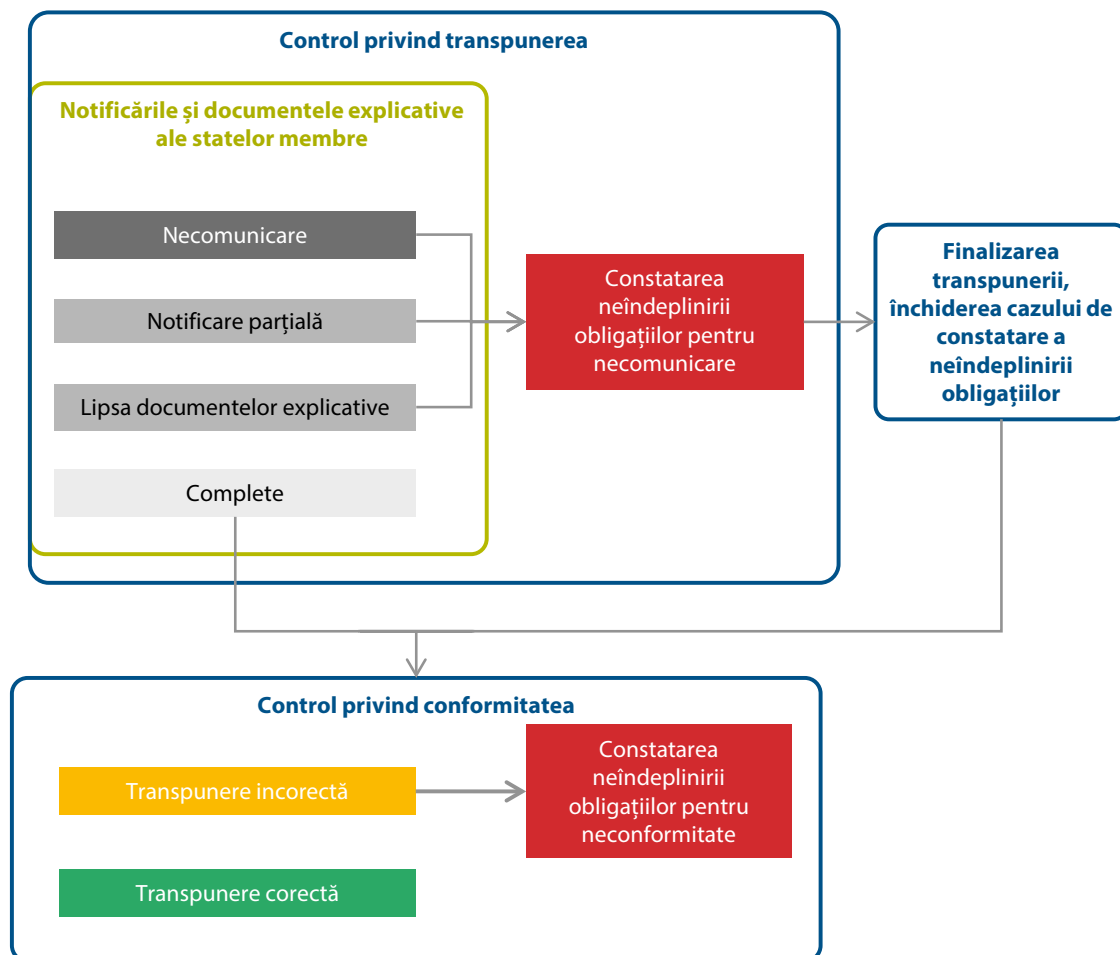 Control privind transpunerea
Notificările și documentele explicative
ale statelor membre
Necomunicare
Notificare parțială
Lipsa documentelor explicative
Complete
Constatarea
neîndeplinirii
obligațiilor pentru
necomunicare
Finalizarea
transpunerii,
închiderea cazului de
constatare a
neîndeplinirii
obligațiilor
Control privind conformitatea
Transpunere incorectă
Constatarea
neîndeplinirii
obligațiilor pentru
neconformitate
Transpunere corectă